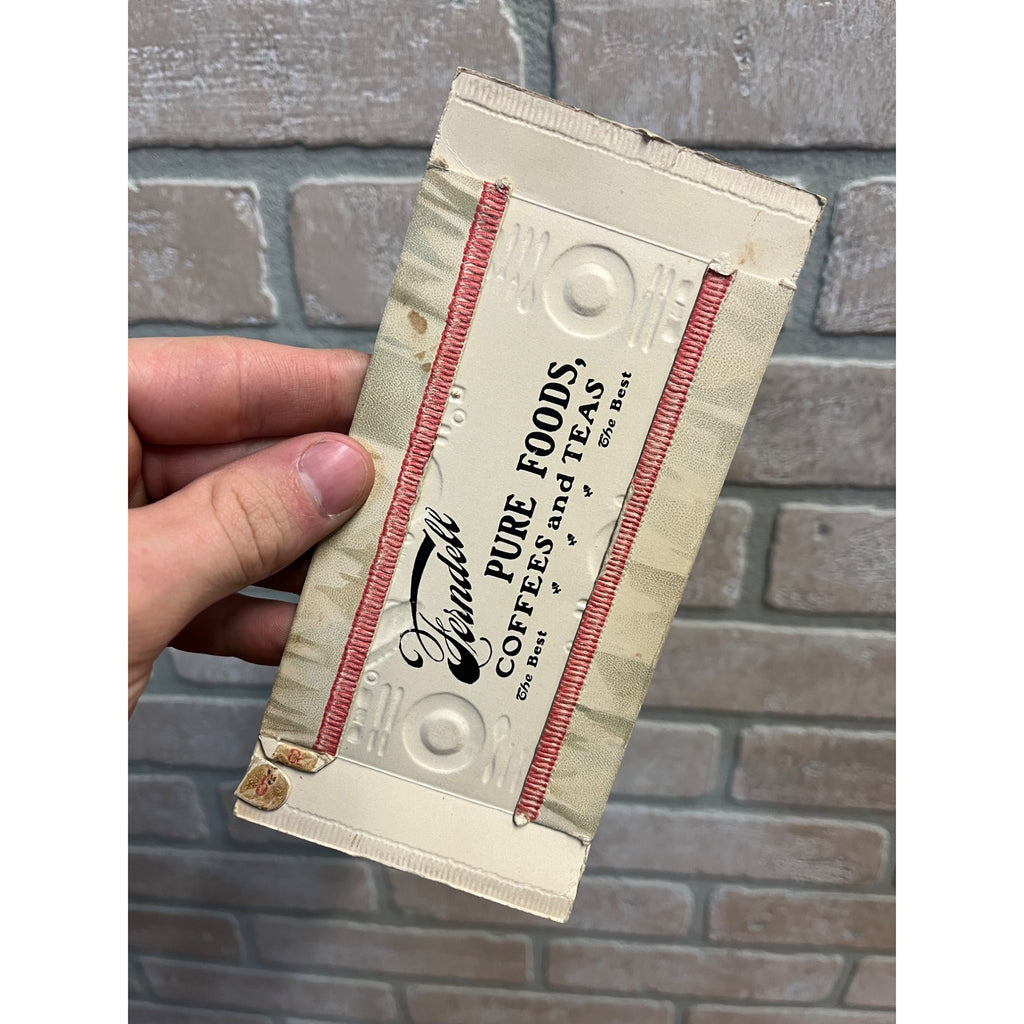 Ferndell
PURE FOODS,
COFFEES and TEAS
The Best The Best